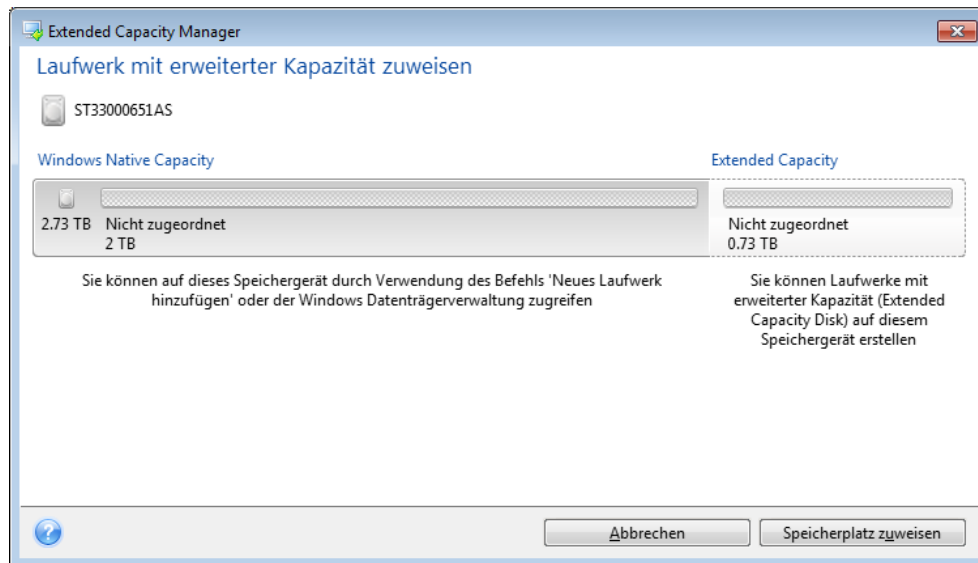 Extended Capacity Manager
Laufwerk mit erweiterter Kapazität zuweisen
ST33000651AS
Windows Native Capacity
Extended Capacity
2.73 TB
Nicht zugeordnet
2 TB
Nicht zugeordnet
0.73 TB
Sie können auf dieses Speichergerät durch Verwendung des Befehls 'Neues Laufwerk
hinzufügen' oder der Windows Datenträgerverwaltung zugreifen
Sie können Laufwerke mit
erweiterter Kapazität (Extended
Capacity Disk) auf diesem
Speichergerät erstellen
?
Abbrechen
Speicherplatz zuweisen